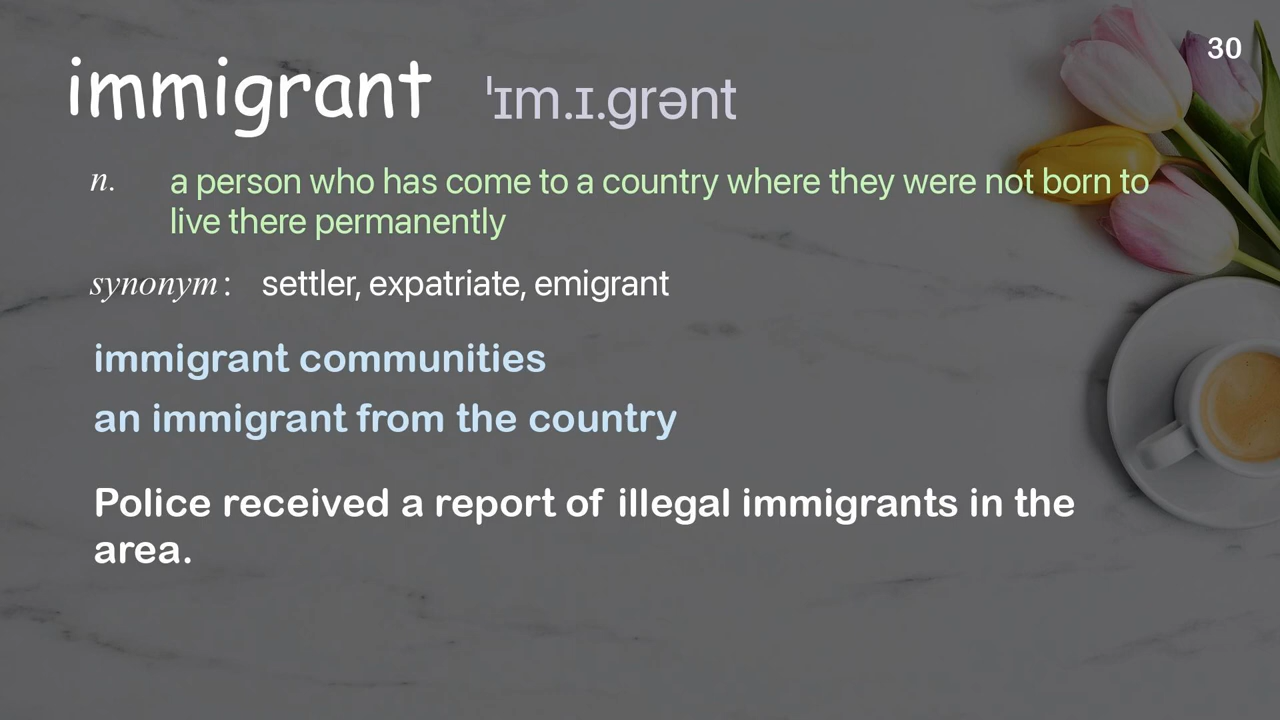 30
immigrant ˈɪm.ɪ.ɡrənt
n. a person who has come to a country where they were not born to
live there permanently
synonym: settler, expatriate, emigrant
immigrant communities
an immigrant from the country
Police received a report of illegal immigrants in the
area.